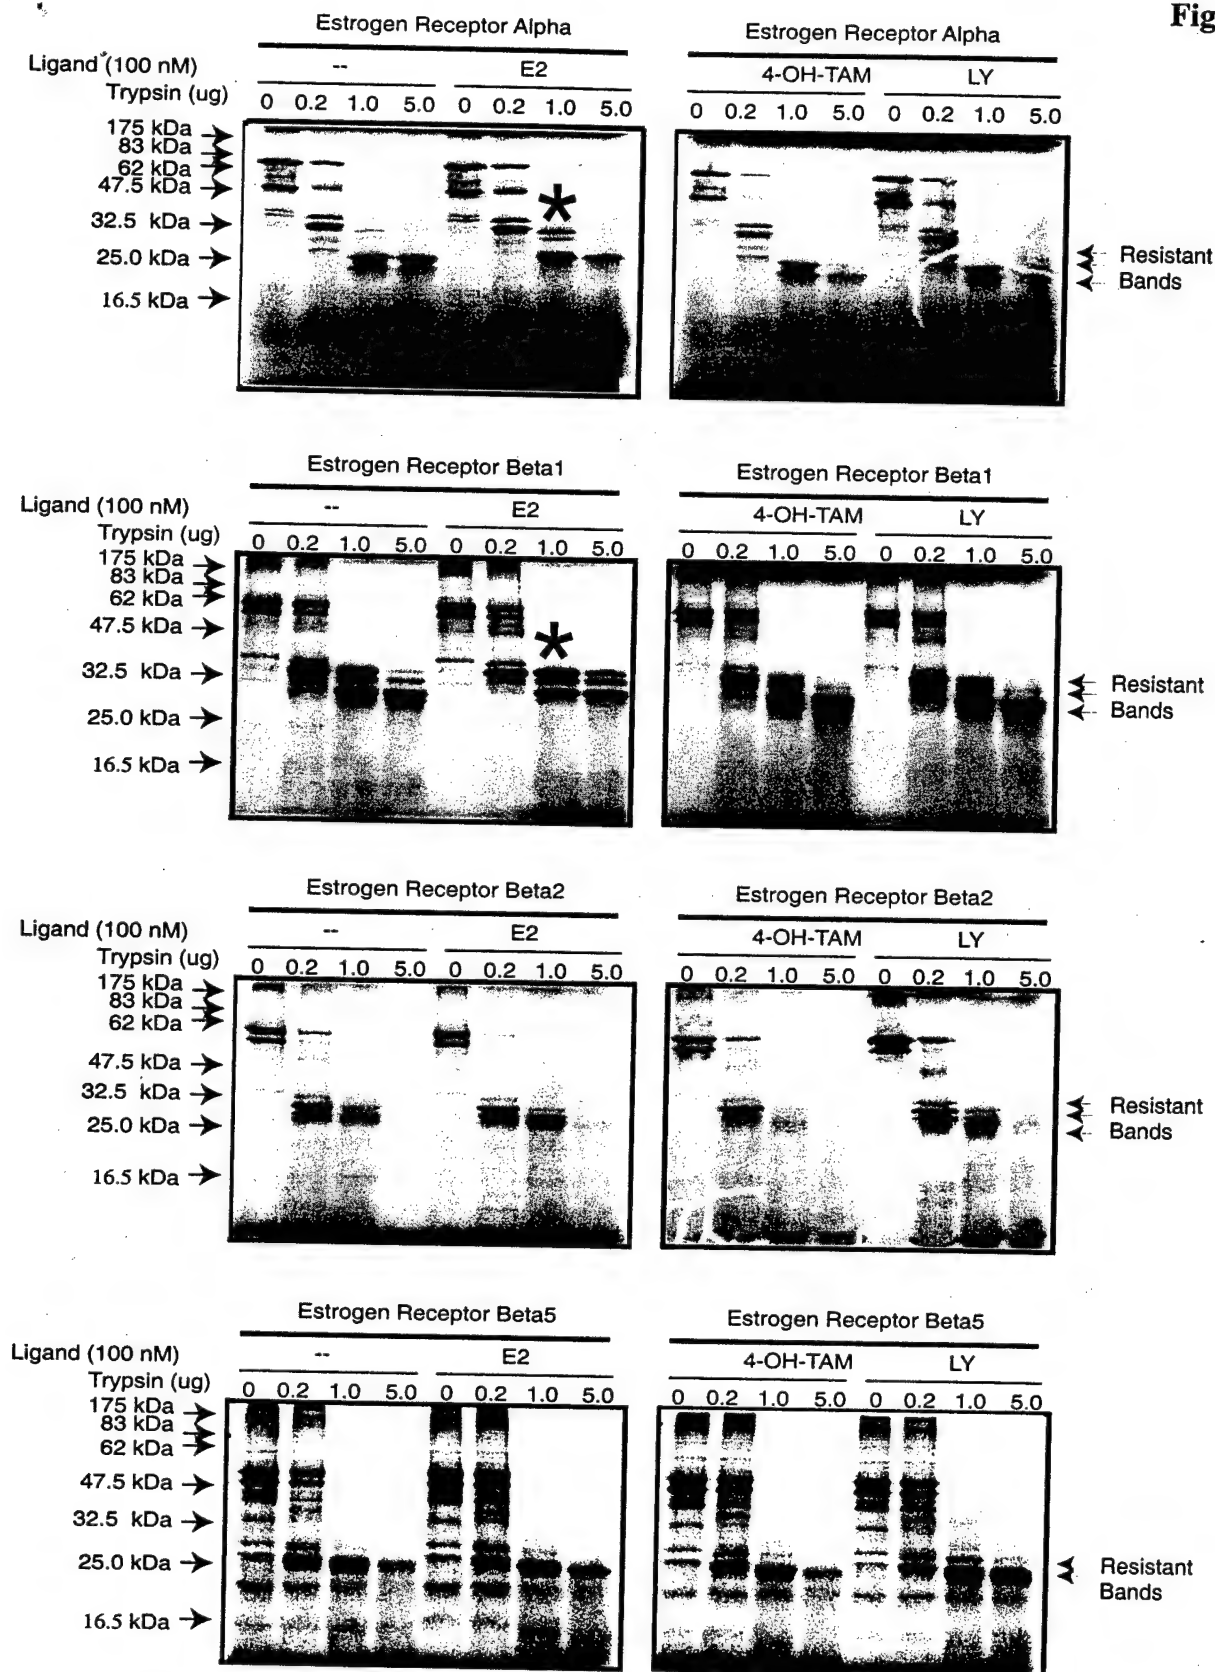 Fig
Estrogen Receptor Alpha
Ligand (100 nM)
--
E2
Trypsin (ug)
0 0.2 1.0 5.0 0 0.2 1.0 5.0
175 kDa
83 kDa
62 kDa
47.5 kDa
32.5 kDa
25.0 kDa
16.5 kDa
*
Estrogen Receptor Alpha
4-OH-TAM LY
0 0.2 1.0 5.0 0 0.2 1.0 5.0
Resistant
Bands
Estrogen Receptor Beta1
Ligand (100 nM)
--
E2
Trypsin (ug)
0 0.2 1.0 5.0 0 0.2 1.0 5.0
175 kDa
83 kDa
62 kDa
47.5 kDa
32.5 kDa
25.0 kDa
16.5 kDa
*
Estrogen Receptor Beta1
4-OH-TAM LY
0 0.2 1.0 5.0 0 0.2 1.0 5.0
Resistant
Bands
Estrogen Receptor Beta2
Ligand (100 nM)
--
E2
Trypsin (ug)
0 0.2 1.0 5.0 0 0.2 1.0 5.0
175 kDa
83 kDa
62 kDa
47.5 kDa
32.5 kDa
25.0 kDa
16.5 kDa
Estrogen Receptor Beta2
4-OH-TAM LY
0 0.2 1.0 5.0 0 0.2 1.0 5.0
Resistant
Bands
Estrogen Receptor Beta5
Ligand (100 nM)
--
E2
Trypsin (ug)
0 0.2 1.0 5.0 0 0.2 1.0 5.0
175 kDa
83 kDa
62 kDa
47.5 kDa
32.5 kDa
25.0 kDa
16.5 kDa
Estrogen Receptor Beta5
4-OH-TAM LY
0 0.2 1.0 5.0 0 0.2 1.0 5.0
Resistant
Bands